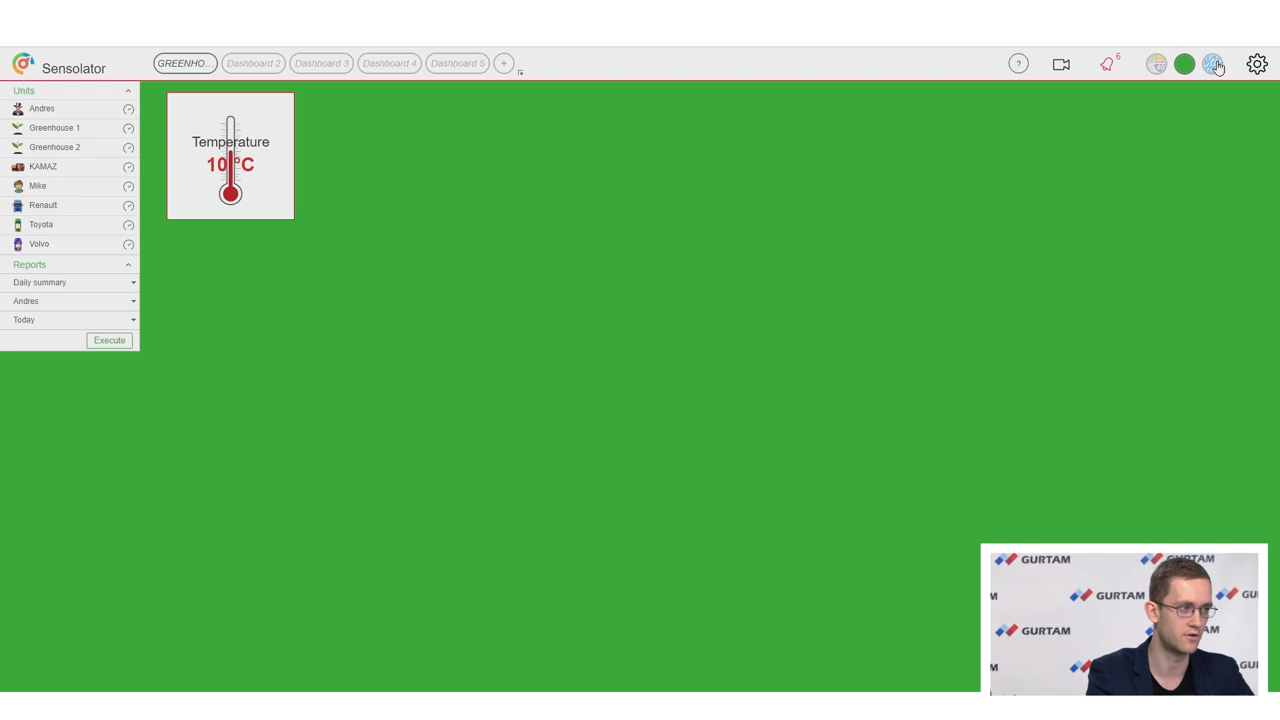 Sensolator
GREENHO...
Dashboard 2
Dashboard 3
Dashboard 4
Dashboard 5
+
?
6
Units
Andres
Greenhouse 1
Greenhouse 2
KAMAZ
Mike
Renault
Toyota
Volvo
Reports
Daily summary
Andres
Today
Execute
Temperature
10 °C
GURTAM
GURTAM
GURTAM
GURTAM